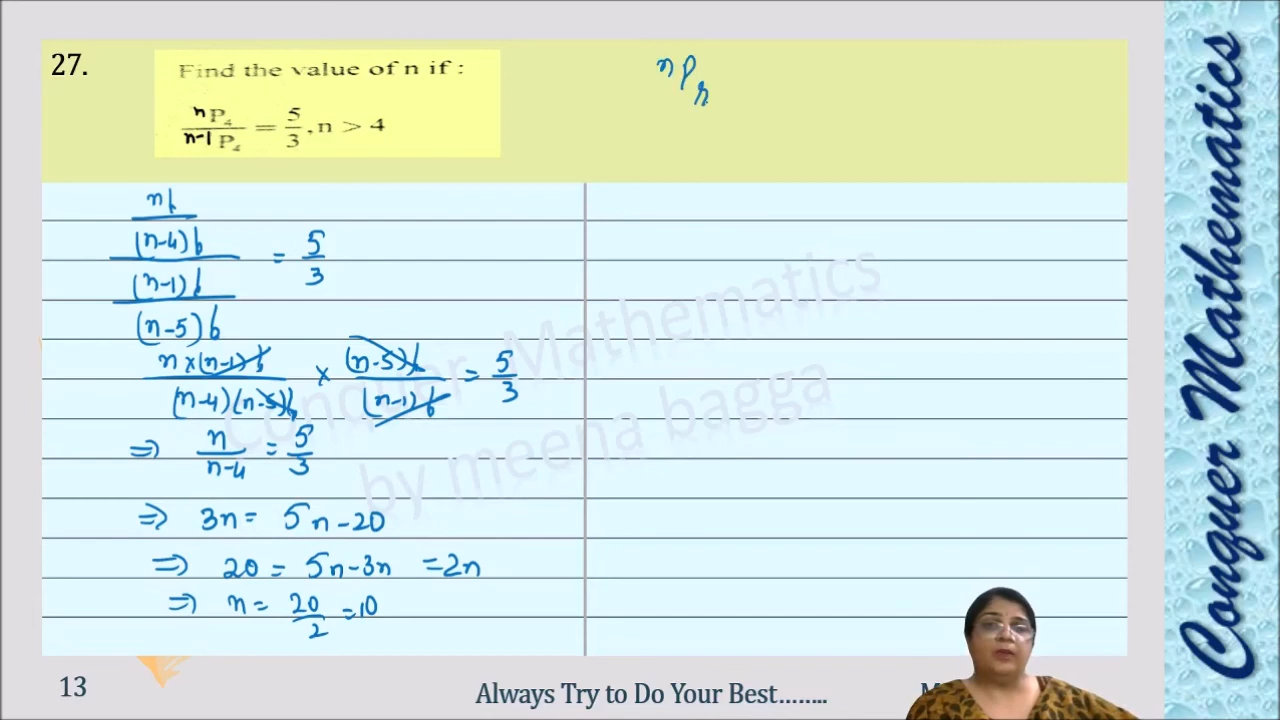 27.
Find the value of n if :
nP₄/n-1P₄ = 5/3, n > 4
nPr
n!/(n-4)! / (n-1)!/(n-5)! = 5/3
n×(n-1)!/(n-4)(n-5)! × (n-5)!/(n-1)! = 5/3
⇒ n/n-4 = 5/3
⇒ 3n = 5n-20
⇒ 20 = 5n-3n = 2n
⇒ n = 20/2 = 10
Conquer Mathematics
by meena bagga
Conquer Mathematics
13
Always Try to Do Your Best........